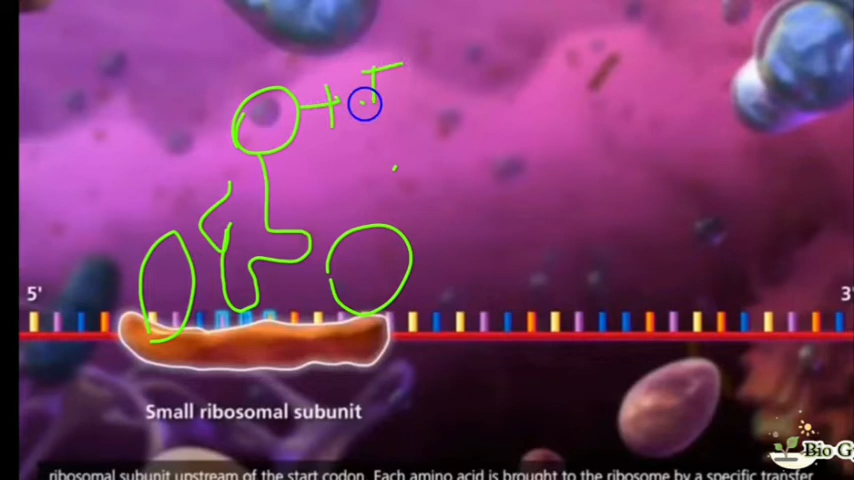 5' 3'
Small ribosomal subunit
Bio G
ribosomal subunit upstream of the start codon. Each amino acid is brought to the ribosome by a specific transfer